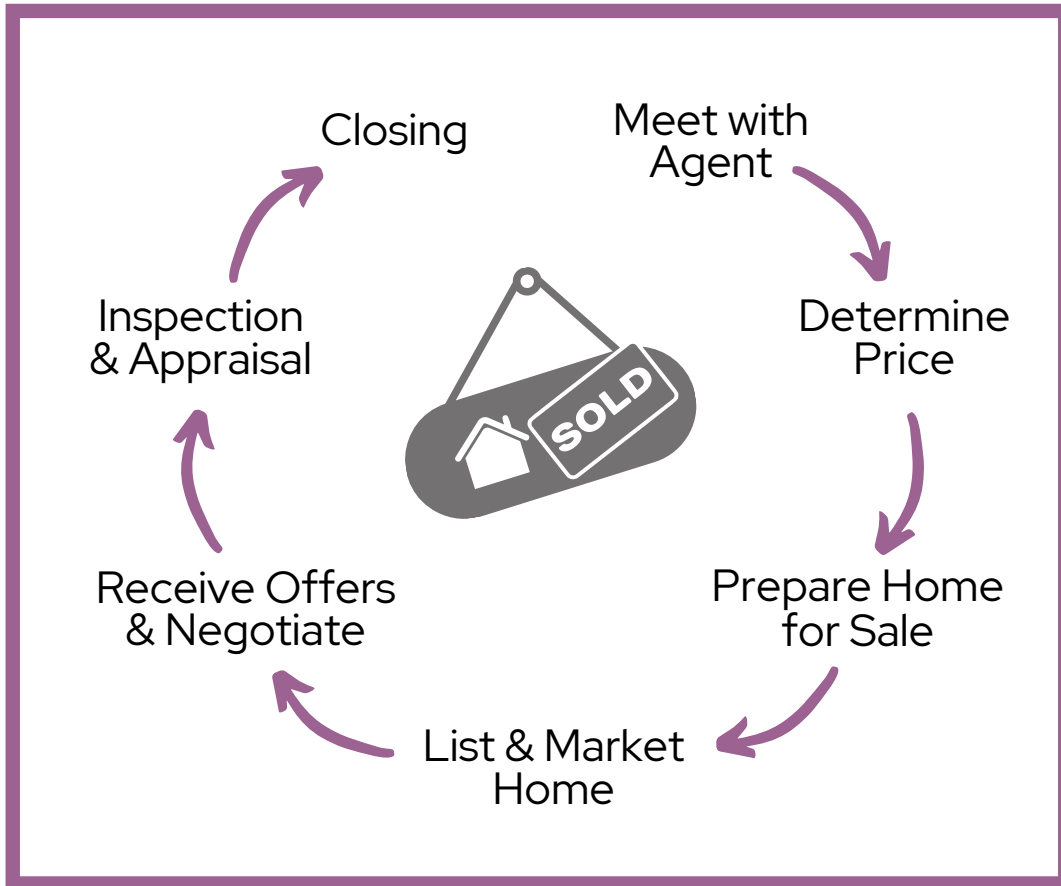 Meet with
Agent
Determine
Price
Prepare Home
for Sale
List & Market
Home
Receive Offers
& Negotiate
Inspection
& Appraisal
Closing
SOLD